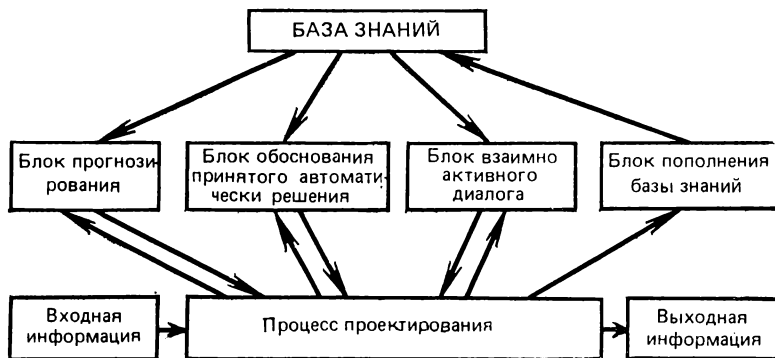 БАЗА ЗНАНИЙ
Блок прогнози-
рования
Блок обоснования
принятого автомати-
чески решения
Блок взаимно
активного
диалога
Блок пополнения
базы знаний
Входная
информация
Процесс проектирования
Выходная
информация